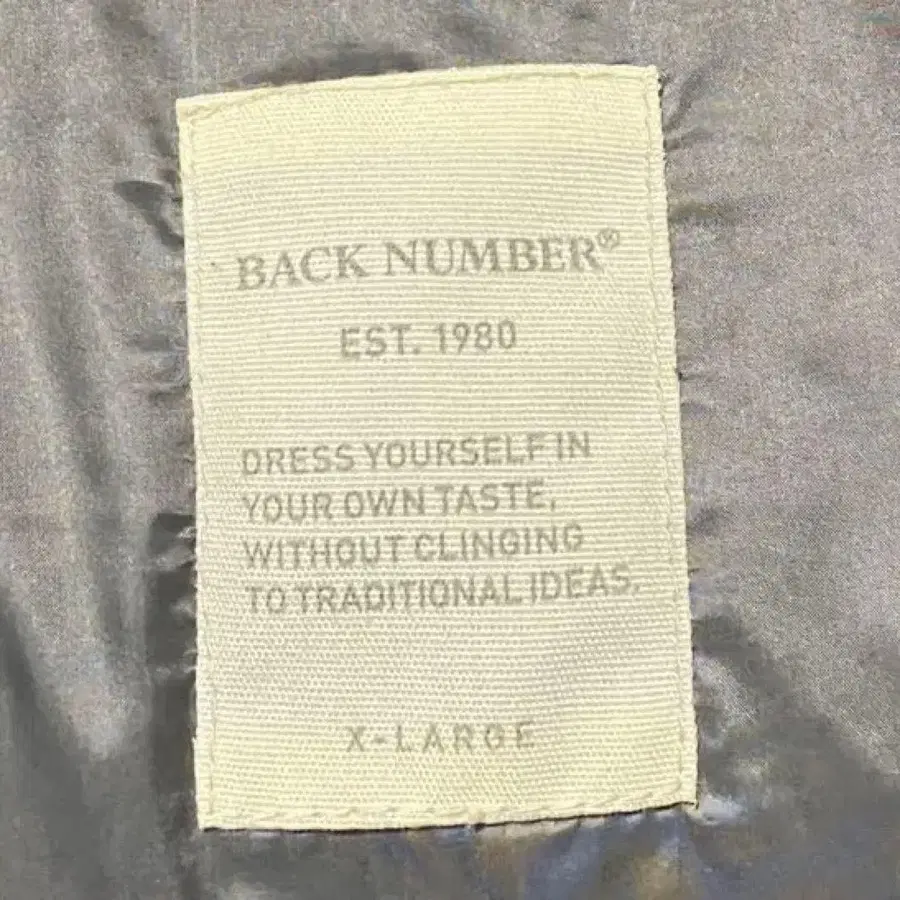 BACK NUMBER®
EST. 1980
DRESS YOURSELF IN
YOUR OWN TASTE,
WITHOUT CLINGING
TO TRADITIONAL IDEAS.
X-LARGE